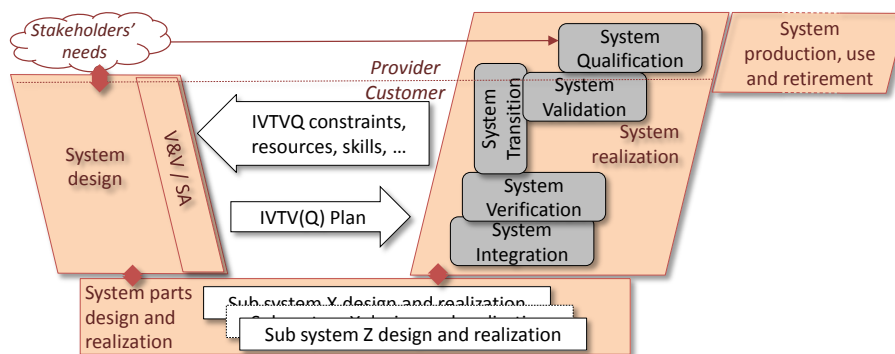 Stakeholders'
needs
System
Qualification
System
production, use
and retirement
Provider
Customer
System
Validation
System
Transition
System
realization
IVTVQ constraints,
resources, skills, ...
System
design
V&V / SA
IVTV(Q) Plan
System
Verification
System
Integration
System parts
design and
realization
Sub system X design and realization
Sub system Z design and realization